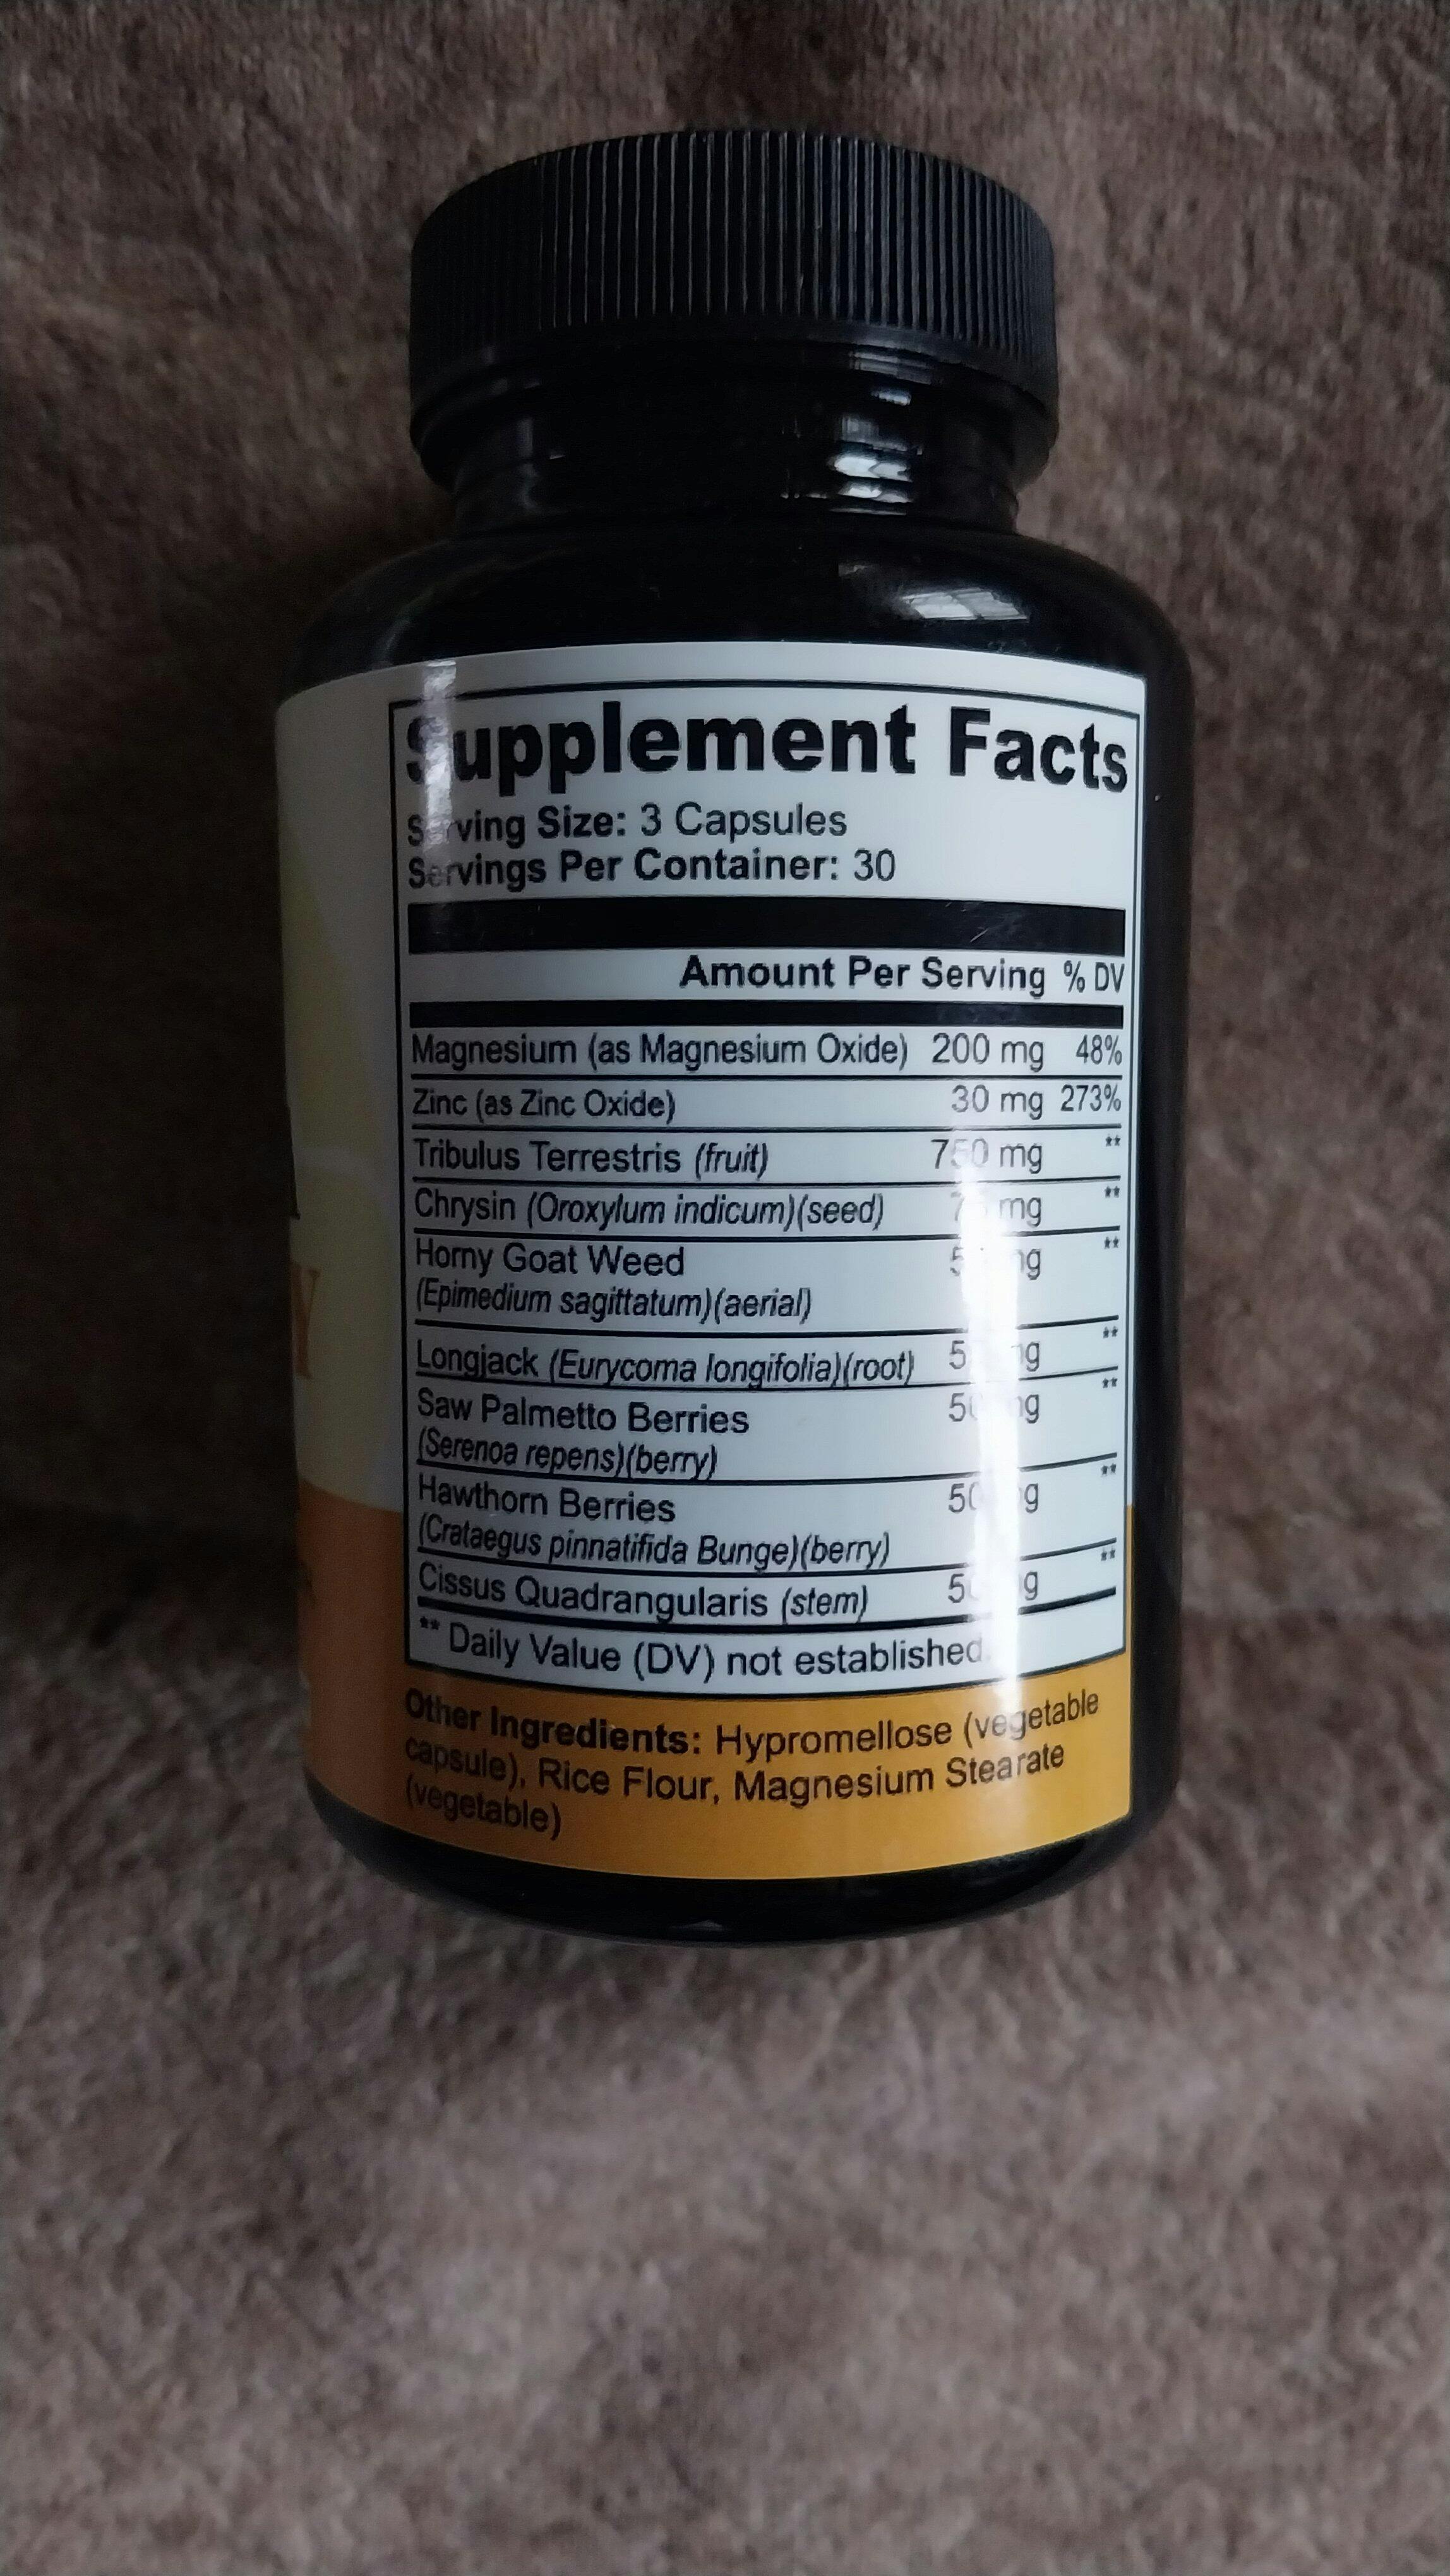 Supplement Facts
Serving Size: 3 Capsules
Servings Per Container: 30
Amount Per Serving % DV
Magnesium (as Magnesium Oxide) 200 mg 48%
Zinc (as Zinc Oxide) 30 mg 273%
Tribulus Terrestris (fruit) 750 mg **
Chrysin (Oroxylum indicum)(seed) mg **
Horny Goat Weed **
(Epimedium sagittatum)(aerial)
Longjack (Eurycoma longifolia)(root) **
Saw Palmetto Berries **
(Serenoa repens)(berry)
Hawthorn Berries **
(Crataegus pinnatifida Bunge)(berry)
Cissus Quadrangularis (stem) **
** Daily Value (DV) not established.
Other Ingredients: Hypromellose (vegetable
capsule), Rice Flour, Magnesium Stearate
(vegetable)